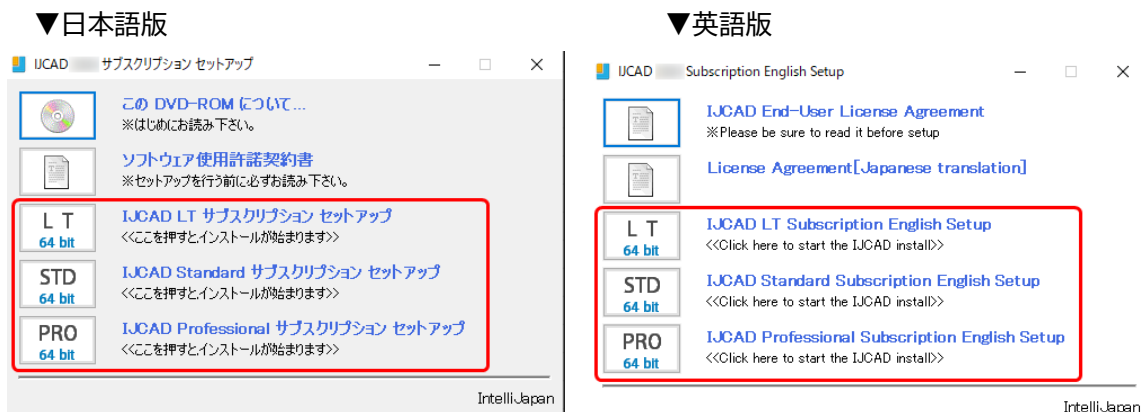 ▼日本語版
IJCAD サブスクリプション セットアップ
この DVD-ROM について...
※はじめにお読み下さい。
ソフトウェア使用許諾契約書
※セットアップを行う前に必ずお読み下さい。
LT
64 bit
IJCAD LT サブスクリプション セットアップ
<<ここを押すとインストールが始まります>>
STD
64 bit
IJCAD Standard サブスクリプション セットアップ
<<ここを押すとインストールが始まります>>
PRO
64 bit
IJCAD Professional サブスクリプション セットアップ
<<ここを押すとインストールが始まります>>
IntelliJapan
▼英語版
IJCAD Subscription English Setup
IJCAD End-User License Agreement
※Please be sure to read it before setup
License Agreement[Japanese translation]
LT
64 bit
IJCAD LT Subscription English Setup
<<Click here to start the IJCAD install>>
STD
64 bit
IJCAD Standard Subscription English Setup
<<Click here to start the IJCAD install>>
PRO
64 bit
IJCAD Professional Subscription English Setup
<<Click here to start the IJCAD install>>
IntelliJapan